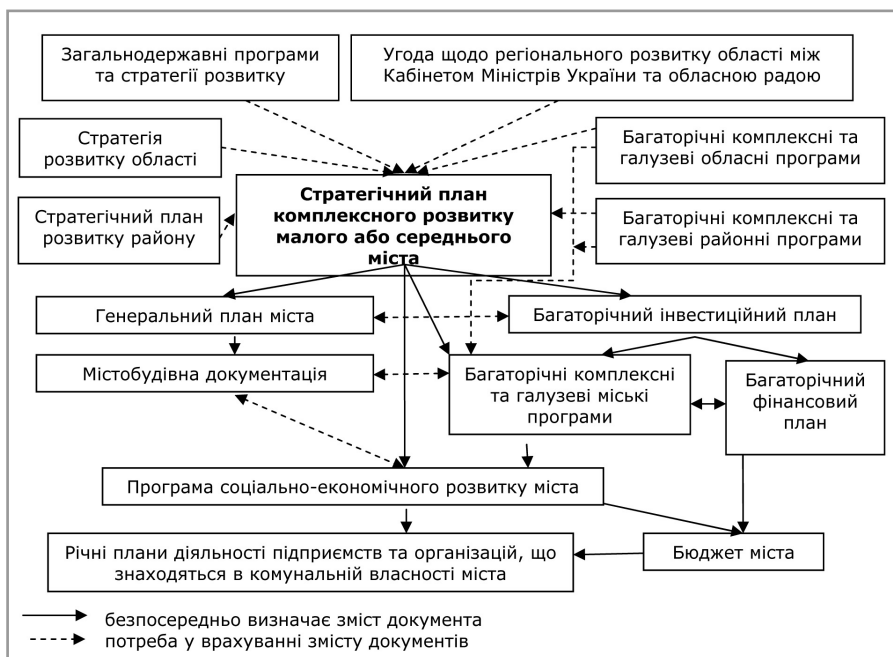 Загальнодержавні програми
та стратегії розвитку
Угода щодо регіонального розвитку області між
Кабінетом Міністрів України та обласною радою
Стратегія
розвитку області
Багаторічні комплексні та
галузеві обласні програми
Стратегічний план
комплексного розвитку
малого або середнього
міста
Стратегічний план
розвитку району
Багаторічні комплексні та
галузеві районні програми
Генеральний план міста
Багаторічний інвестиційний план
Містобудівна документація
Багаторічні комплексні
та галузеві міські
програми
Багаторічний
фінансовий
план
Програма соціально-економічного розвитку міста
Річні плани діяльності підприємств та організацій, що
знаходяться в комунальній власності міста
Бюджет міста
безпосередньо визначає зміст документа
потреба у врахуванні змісту документів